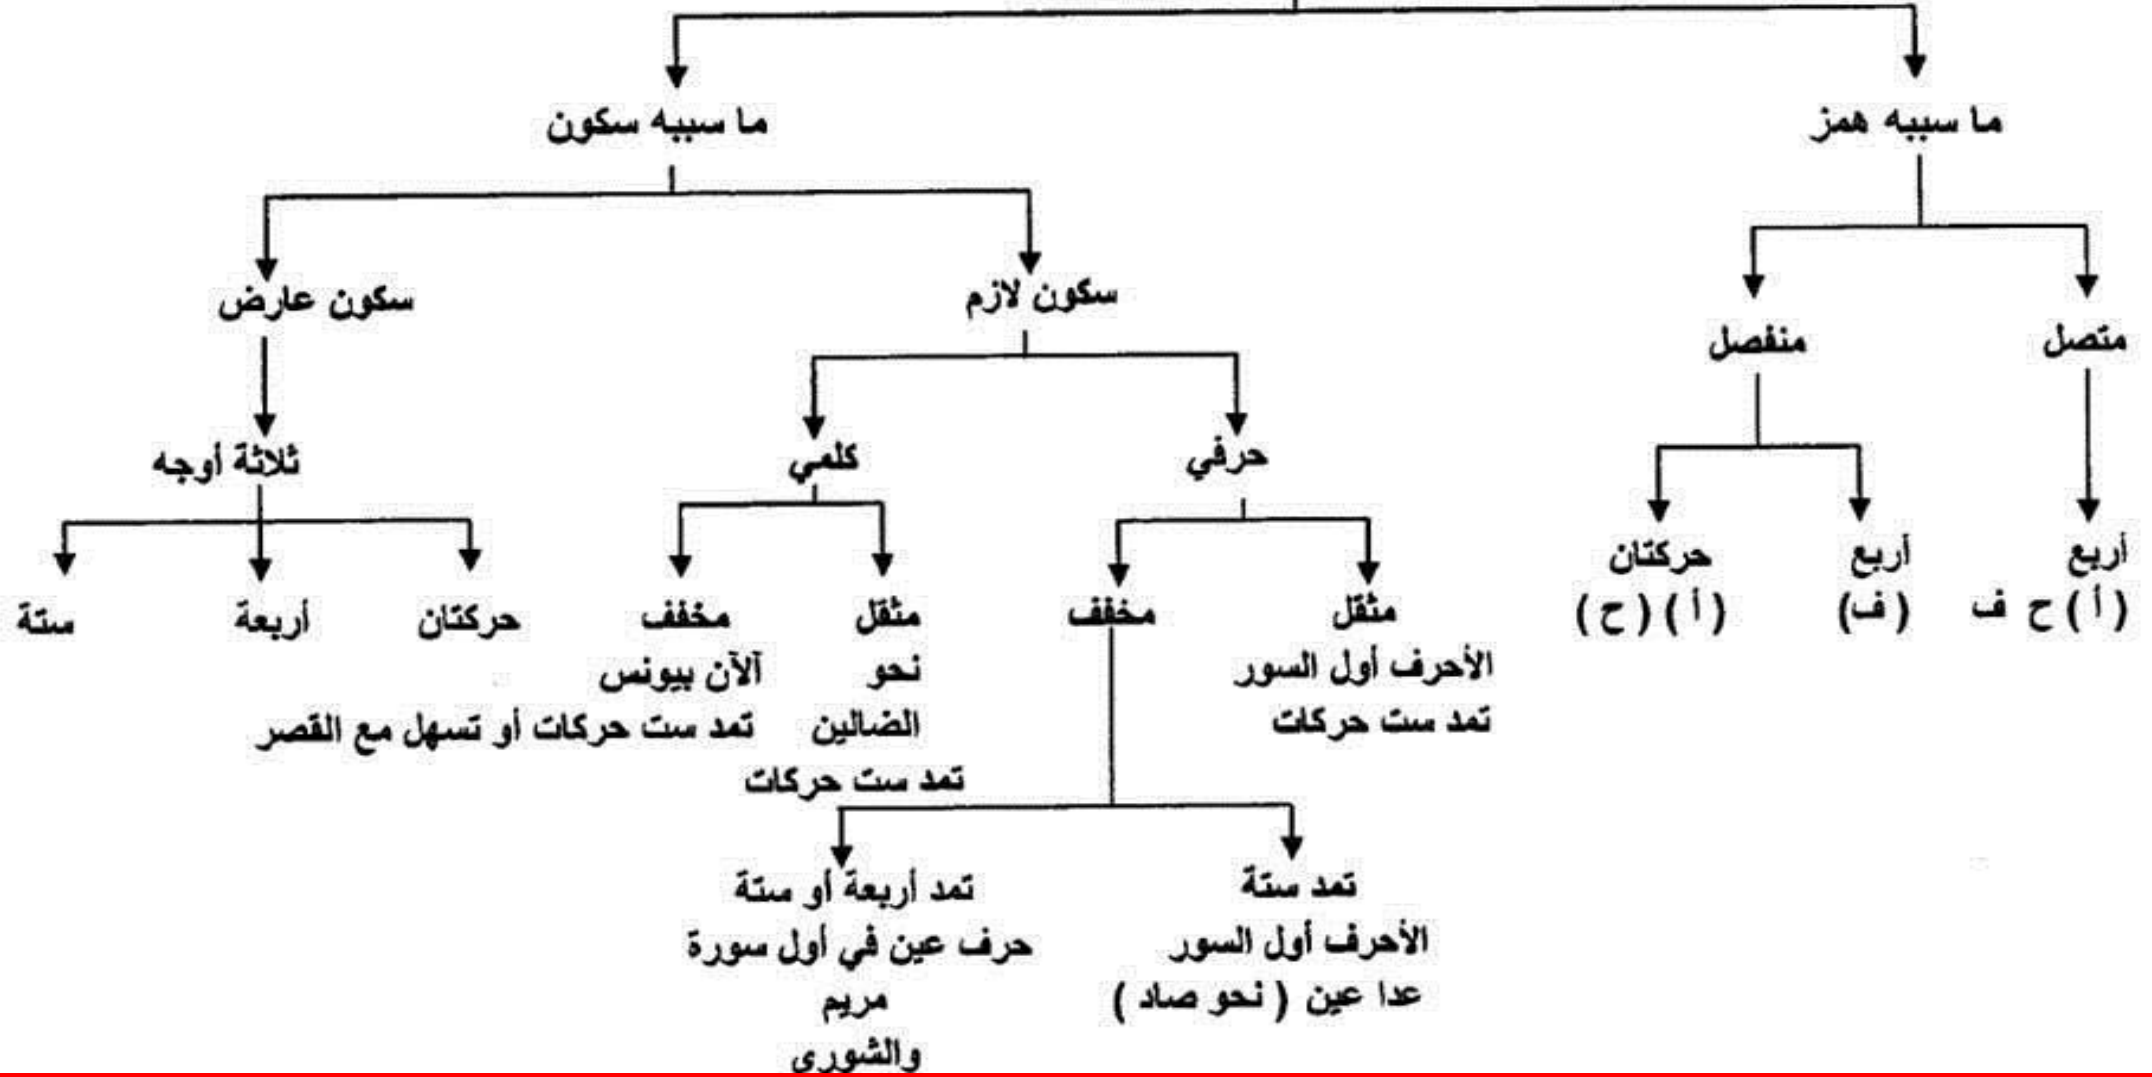 ما سببه همز
ما سببه سكون
متصل
منفصل
سكون لازم
سكون عارض
أربع
( أ ) ح ف
أربع
( ف )
حركتان
( أ ) ( ح )
حرفي
كلمي
ثلاثة أوجه
مثقل
الأحرف أول السور
تمد ست حركات
مخفف
مثقل
نحو
الضالين
تمد ست حركات
مخفف
آلآن بيونس
تمد ست حركات أو تسهل مع القصر
حركتان
أربعة
ستة
تمد ستة
الأحرف أول السور
عدا عين ( نحو صاد )
تمد أربعة أو ستة
حرف عين في أول سورة
مريم
والشورى